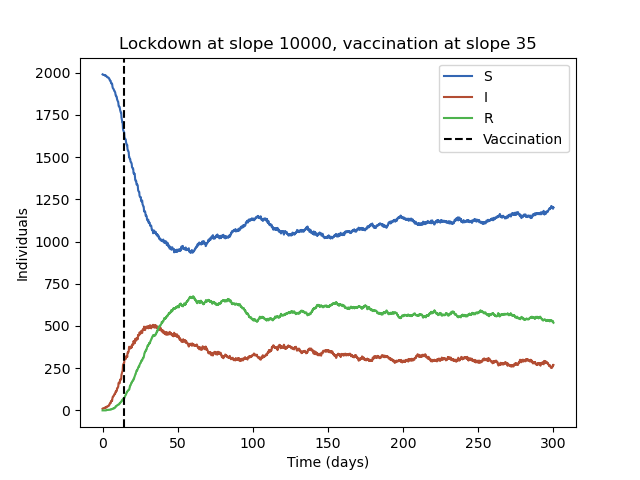 Lockdown at slope 10000, vaccination at slope 35
S
I
R
Vaccination
2000
1750
1500
1250
1000
750
500
250
0
Individuals
0 50 100 150 200 250 300
Time (days)